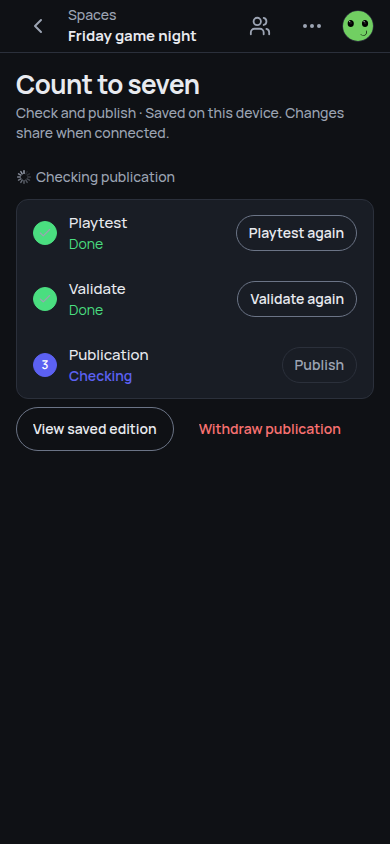 Spaces
Friday game night
Count to seven
Check and publish · Saved on this device. Changes
share when connected.
Checking publication
Playtest
Done
Playtest again
Validate
Done
Validate again
3
Publication
Checking
Publish
View saved edition
Withdraw publication